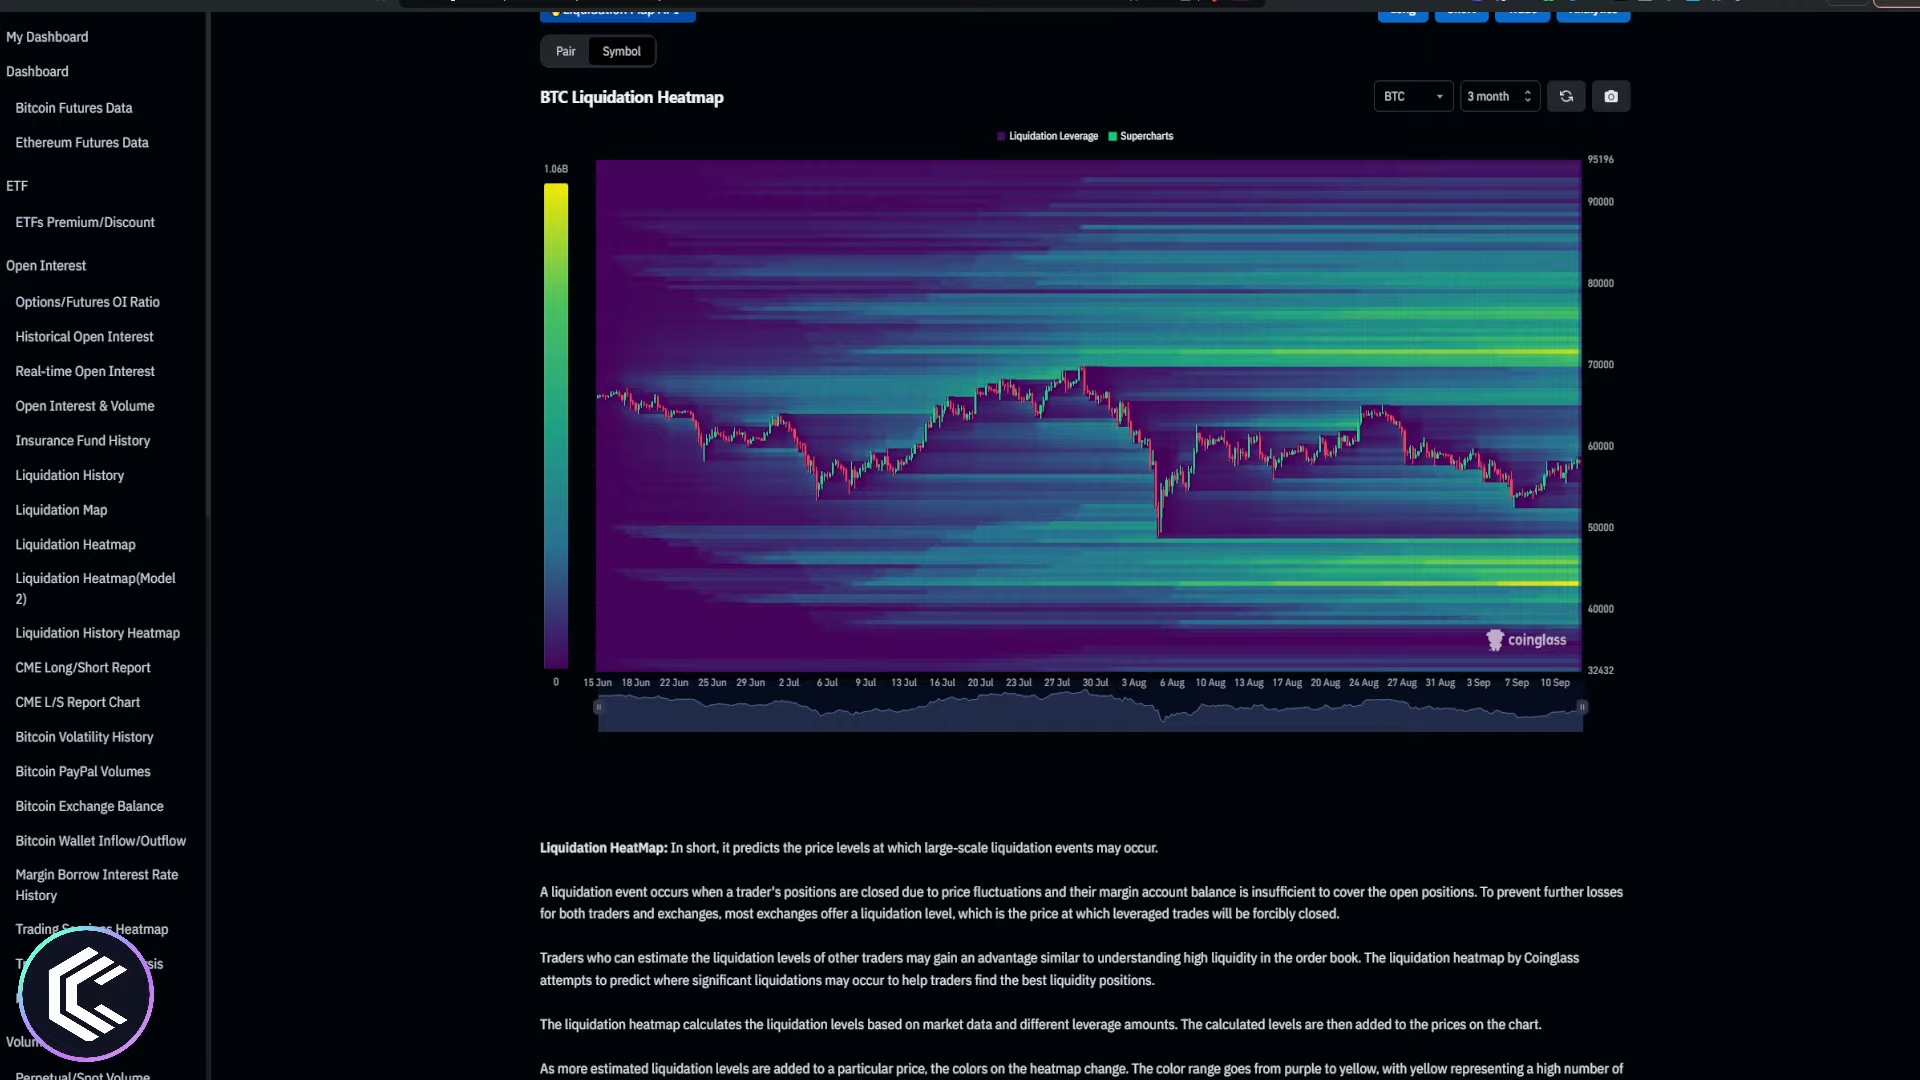 My Dashboard
Dashboard
Bitcoin Futures Data
Ethereum Futures Data
ETF
ETFs Premium/Discount
Open Interest
Options/Futures OI Ratio
Historical Open Interest
Real-time Open Interest
Open Interest & Volume
Insurance Fund History
Liquidation History
Liquidation Map
Liquidation Heatmap
Liquidation Heatmap(Model
2)
Liquidation History Heatmap
CME Long/Short Report
CME L/S Report Chart
Bitcoin Volatility History
Bitcoin PayPal Volumes
Bitcoin Exchange Balance
Bitcoin Wallet Inflow/Outflow
Margin Borrow Interest Rate
History
Trading Heatmap
Perpetual/Spot Volume
Liquidation Map API
Long Short Trade Analytics
Pair Symbol
BTC Liquidation Heatmap
BTC 3 month
Liquidation Leverage Supercharts
1.06B
0
95196
90000
80000
70000
60000
50000
40000
32432
coinglass
15 Jun 18 Jun 22 Jun 25 Jun 29 Jun 2 Jul 6 Jul 9 Jul 13 Jul 16 Jul 20 Jul 23 Jul 27 Jul 30 Jul 3 Aug 6 Aug 10 Aug 13 Aug 17 Aug 20 Aug 24 Aug 27 Aug 31 Aug 3 Sep 7 Sep 10 Sep
Liquidation HeatMap: In short, it predicts the price levels at which large-scale liquidation events may occur.
A liquidation event occurs when a trader's positions are closed due to price fluctuations and their margin account balance is insufficient to cover the open positions. To prevent further losses
for both traders and exchanges, most exchanges offer a liquidation level, which is the price at which leveraged trades will be forcibly closed.
Traders who can estimate the liquidation levels of other traders may gain an advantage similar to understanding high liquidity in the order book. The liquidation heatmap by Coinglass
attempts to predict where significant liquidations may occur to help traders find the best liquidity positions.
The liquidation heatmap calculates the liquidation levels based on market data and different leverage amounts. The calculated levels are then added to the prices on the chart.
As more estimated liquidation levels are added to a particular price, the colors on the heatmap change. The color range goes from purple to yellow, with yellow representing a high number of